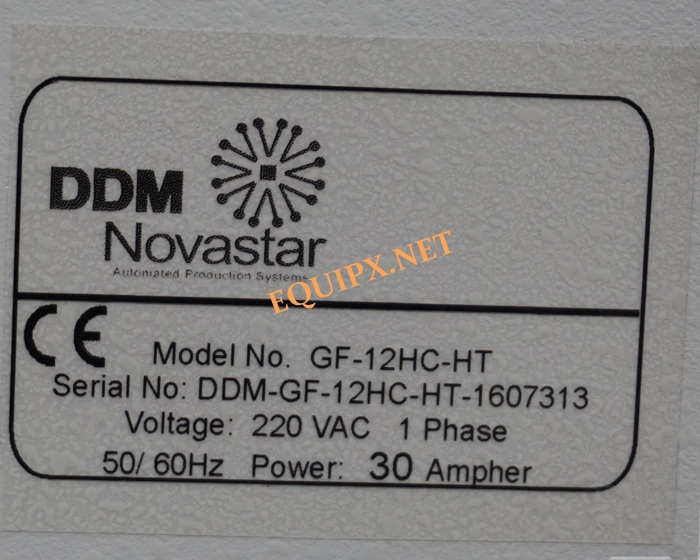 DDM
Novastar
Automated Production Systems
EQUIPX.NET
CE
Model No. GF-12HC-HT
Serial No: DDM-GF-12HC-HT-1607313
Voltage: 220 VAC 1 Phase
50/ 60Hz Power: 30 Ampher